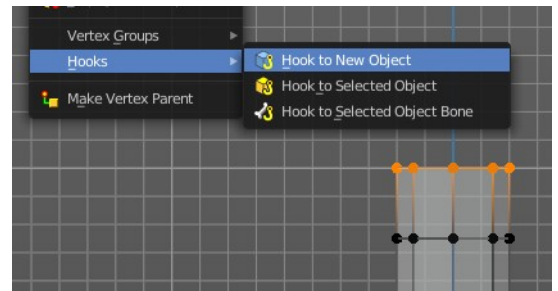 Vertex Groups
Hooks
Hook to New Object
Hook to Selected Object
Hook to Selected Object Bone
Make Vertex Parent